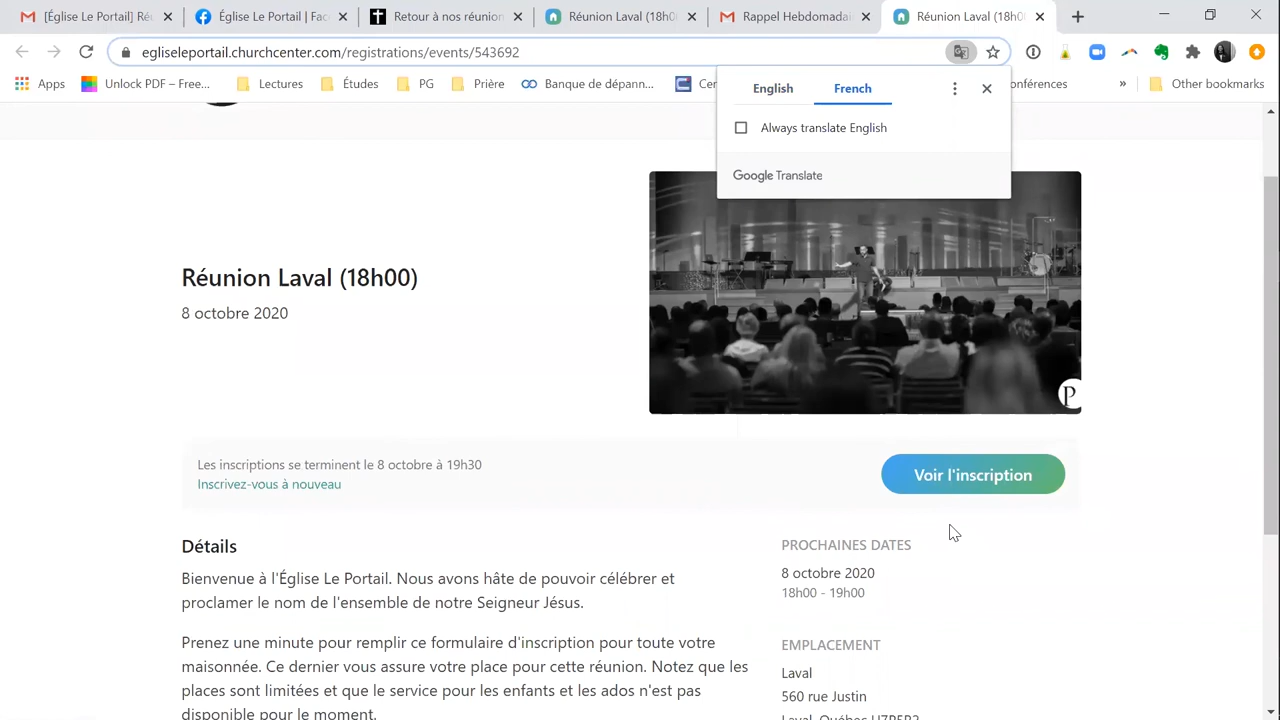 [Église Le Portail] Ré
Église Le Portail | Fac
Retour à nos réunion
Réunion Laval (18h0
Rappel Hebdomadai
Réunion Laval (18h0
egliseleportail.churchcenter.com/registrations/events/543692
Apps
Unlock PDF – Free...
Lectures
Études
PG
Prière
Banque de dépann...
onférences
»
Other bookmarks
English
French
Always translate English
Google Translate
Réunion Laval (18h00)
8 octobre 2020
P
Les inscriptions se terminent le 8 octobre à 19h30
Inscrivez-vous à nouveau
Voir l'inscription
Détails
Bienvenue à l'Église Le Portail. Nous avons hâte de pouvoir célébrer et
proclamer le nom de l'ensemble de notre Seigneur Jésus.
Prenez une minute pour remplir ce formulaire d'inscription pour toute votre
maisonnée. Ce dernier vous assure votre place pour cette réunion. Notez que les
places sont limitées et que le service pour les enfants et les ados n'est pas
disponible pour le moment.
PROCHAINES DATES
8 octobre 2020
18h00 - 19h00
EMPLACEMENT
Laval
560 rue Justin